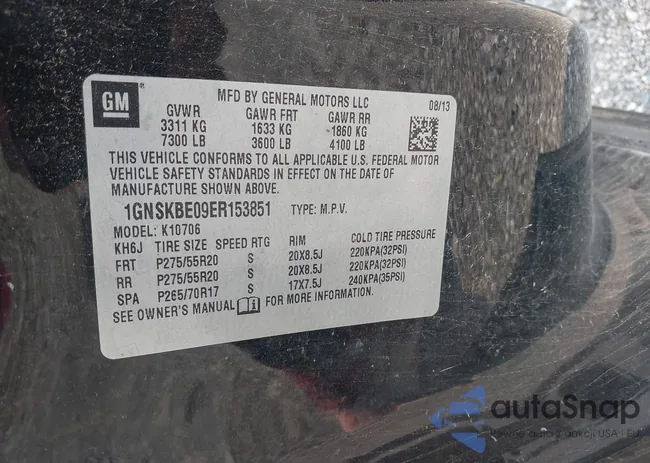 GM
MFD BY GENERAL MOTORS LLC
08/13
GVWR GAWR FRT GAWR RR
3311 KG 1633 KG 1860 KG
7300 LB 3600 LB 4100 LB
THIS VEHICLE CONFORMS TO ALL APPLICABLE U.S. FEDERAL MOTOR
VEHICLE SAFETY STANDARDS IN EFFECT ON THE DATE OF
MANUFACTURE SHOWN ABOVE.
1GNSKBE09ER153851 TYPE: M.P.V.
MODEL: K10706
KH6J TIRE SIZE SPEED RTG RIM COLD TIRE PRESSURE
FRT P275/55R20 S 20X8.5J 220KPA(32PSI)
RR P275/55R20 S 20X8.5J 220KPA(32PSI)
SPA P265/70R17 S 17X7.5J 240KPA(35PSI)
SEE OWNER'S MANUAL FOR MORE INFORMATION.
autaSnap
auta z aukcji, USA